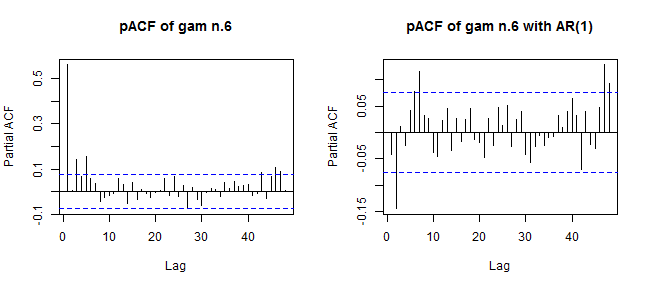 pACF of gam n.6
Partial ACF
-0.1 0.1 0.3 0.5
0 10 20 30 40
Lag
pACF of gam n.6 with AR(1)
Partial ACF
-0.15 -0.05 0.05
0 10 20 30 40
Lag